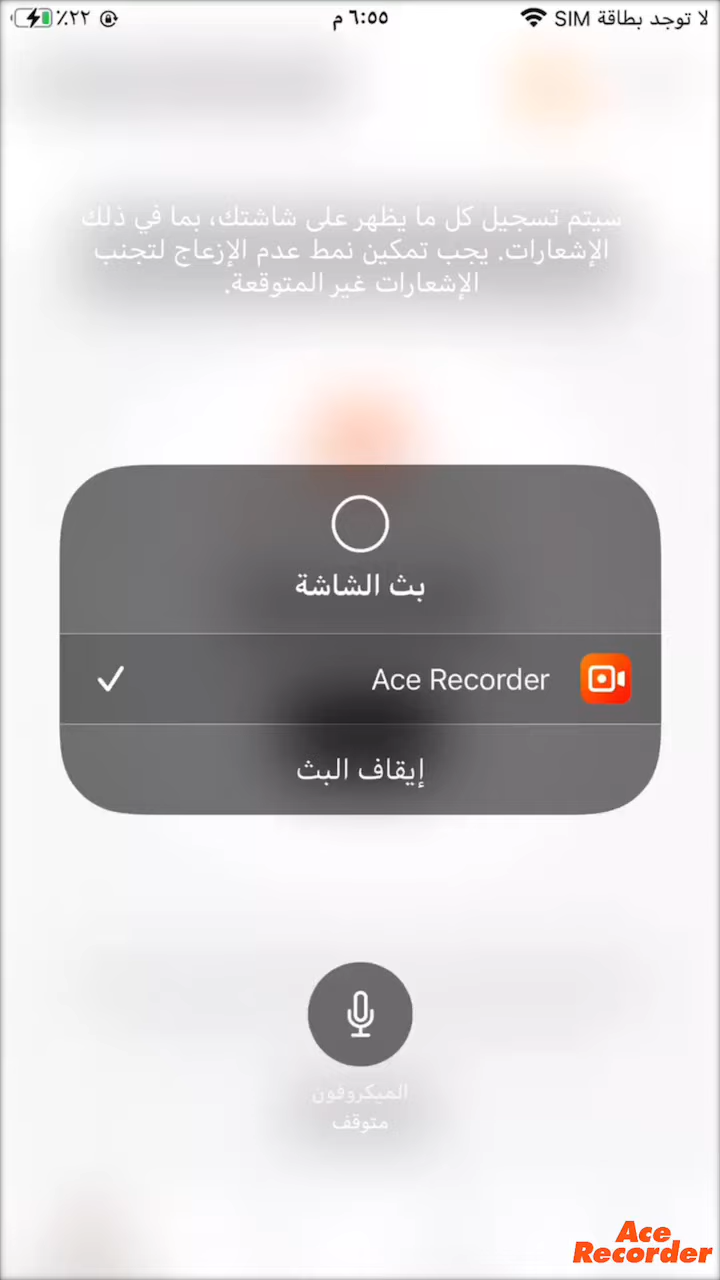 لا توجد بطاقة SIM ٦:٥٥ م ٪٢٢
سيتم تسجيل كل ما يظهر على شاشتك، بما في ذلك
الإشعارات. يجب تمكين نمط عدم الإزعاج لتجنب
الإشعارات غير المتوقعة.
بث الشاشة
Ace Recorder
إيقاف البث
الميكروفون
متوقف
Ace
Recorder